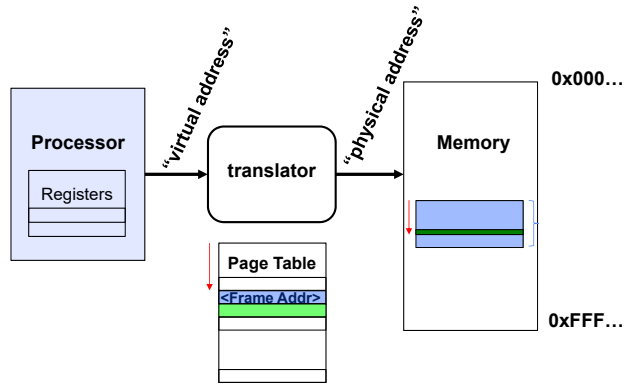 0x000…
"virtual address"
"physical address"
Processor
Memory
translator
Registers
Page Table
<Frame Addr>
0xFFF…